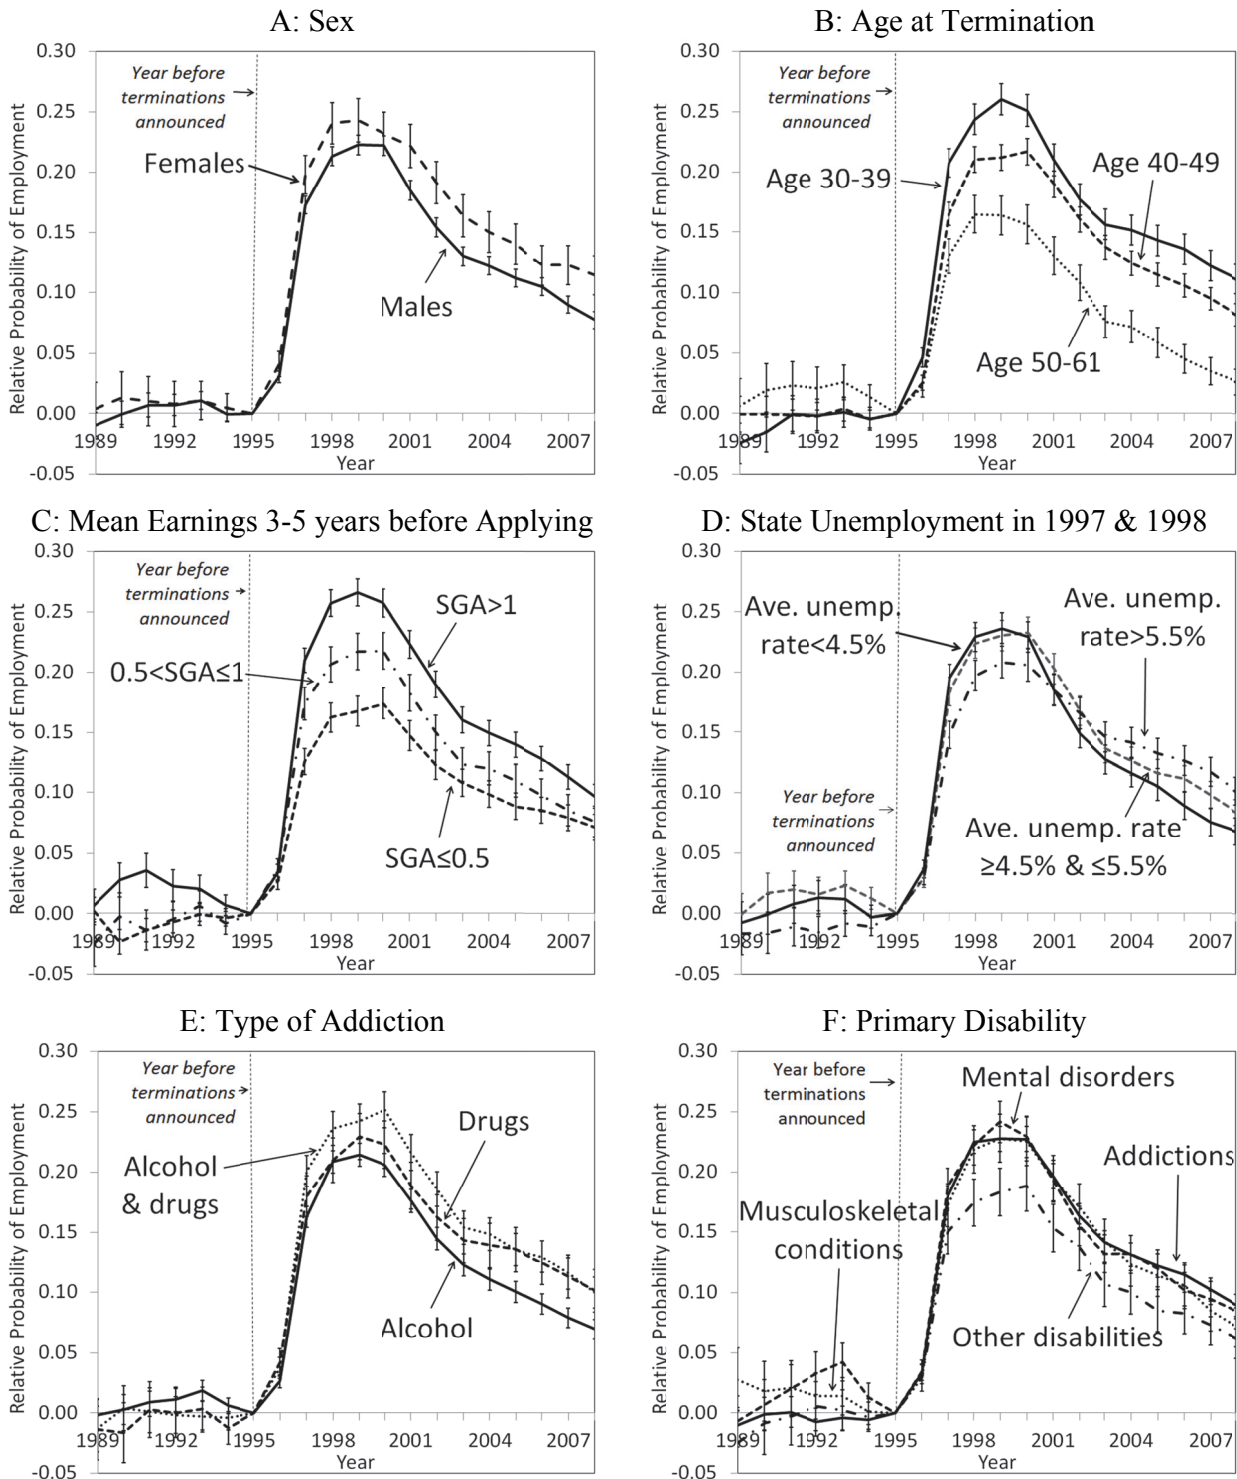 A: Sex
0.30
0.25
0.20
0.15
0.10
0.05
0.00
-0.05
Relative Probability of Employment
Year before
terminations
announced
Females
Males
1989 1992 1995 1998 2001 2004 2007
Year
B: Age at Termination
0.30
0.25
0.20
0.15
0.10
0.05
0.00
-0.05
Relative Probability of Employment
Year before
terminations
announced
Age 30-39
Age 40-49
Age 50-61
1989 1992 1995 1998 2001 2004 2007
Year
C: Mean Earnings 3-5 years before Applying
0.30
0.25
0.20
0.15
0.10
0.05
0.00
-0.05
Relative Probability of Employment
Year before
terminations
announced
SGA>1
0.5<SGA≤1
SGA≤0.5
1989 1992 1995 1998 2001 2004 2007
Year
D: State Unemployment in 1997 & 1998
0.30
0.25
0.20
0.15
0.10
0.05
0.00
-0.05
Relative Probability of Employment
Ave. unemp.
rate<4.5%
Ave. unemp.
rate>5.5%
Year before
terminations
announced
Ave. unemp. rate
≥4.5% & ≤5.5%
1989 1992 1995 1998 2001 2004 2007
Year
E: Type of Addiction
0.30
0.25
0.20
0.15
0.10
0.05
0.00
-0.05
Relative Probability of Employment
Year before
terminations
announced
Drugs
Alcohol
& drugs
Alcohol
1989 1992 1995 1998 2001 2004 2007
Year
F: Primary Disability
0.30
0.25
0.20
0.15
0.10
0.05
0.00
-0.05
Relative Probability of Employment
Year before
terminations
announced
Mental disorders
Addictions
Musculoskeletal
conditions
Other disabilities
1989 1992 1995 1998 2001 2004 2007
Year